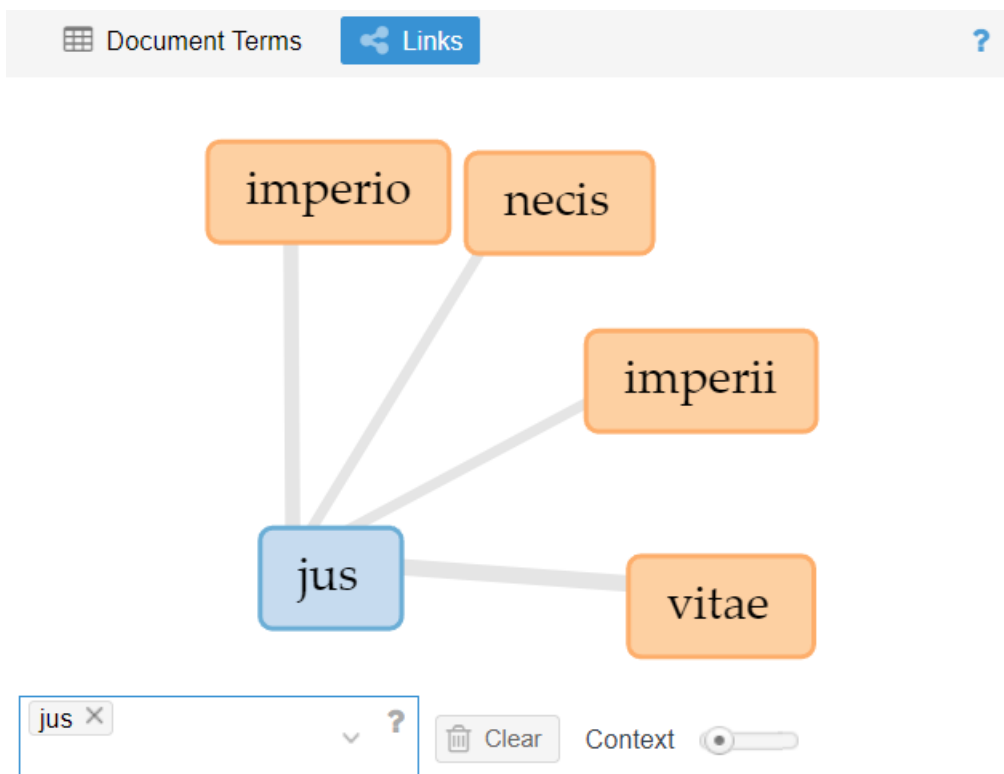 Document Terms Links ?
imperio
necis
imperii
jus
vitae
jus ? Clear Context